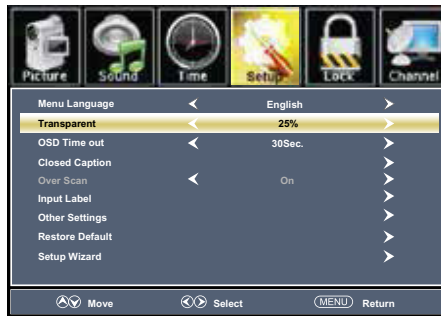 Picture Sound Time Setup Lock Channel
Menu Language English
Transparent 25%
OSD Time out 30Sec.
Closed Caption
Over Scan On
Input Label
Other Settings
Restore Default
Setup Wizard
Move Select MENU Return